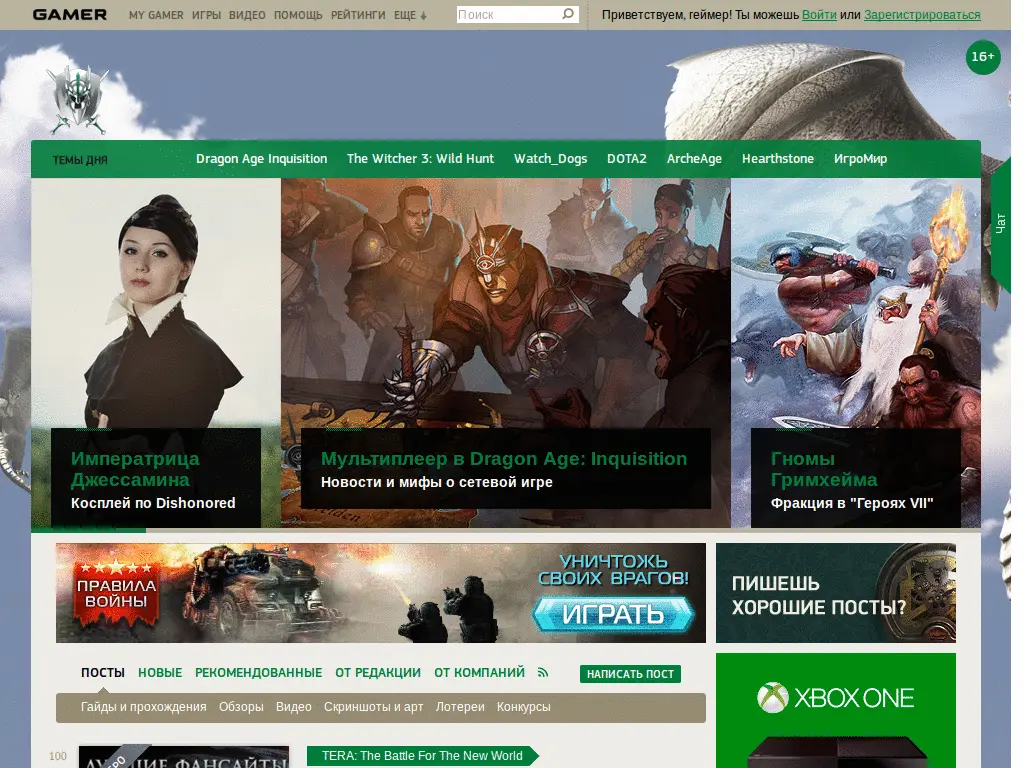 GAMER MY GAMER ИГРЫ ВИДЕО ПОМОЩЬ РЕЙТИНГИ ЕЩЕ Поиск Приветствуем, геймер! Ты можешь Войти или Зарегистрироваться
16+
ТЕМЫ ДНЯ Dragon Age Inquisition The Witcher 3: Wild Hunt Watch_Dogs DOTA2 ArcheAge Hearthstone ИгроМир
Чат
Императрица
Джессамина
Косплей по Dishonored
Мультиплеер в Dragon Age: Inquisition
Новости и мифы о сетевой игре
Гномы
Гримхейма
Фракция в "Героях VII"
ПРАВИЛА
ВОЙНЫ
УНИЧТОЖЬ
СВОИХ ВРАГОВ!
ИГРАТЬ
ПИШЕШЬ
ХОРОШИЕ ПОСТЫ?
ПОСТЫ НОВЫЕ РЕКОМЕНДОВАННЫЕ ОТ РЕДАКЦИИ ОТ КОМПАНИЙ НАПИСАТЬ ПОСТ
Гайды и прохождения Обзоры Видео Скриншоты и арт Лотереи Конкурсы
XBOX ONE
100
ФАНСАЙТЫ
TERA: The Battle For The New World